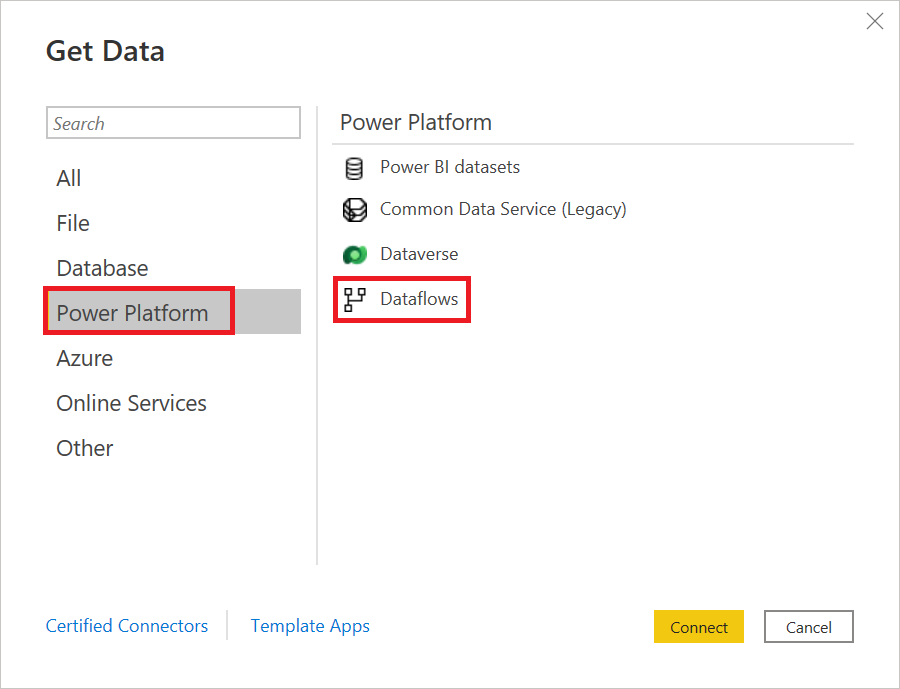 Get Data
Search
All
File
Database
Power Platform
Azure
Online Services
Other
Power Platform
Power BI datasets
Common Data Service (Legacy)
Dataverse
Dataflows
Certified Connectors
Template Apps
Connect
Cancel